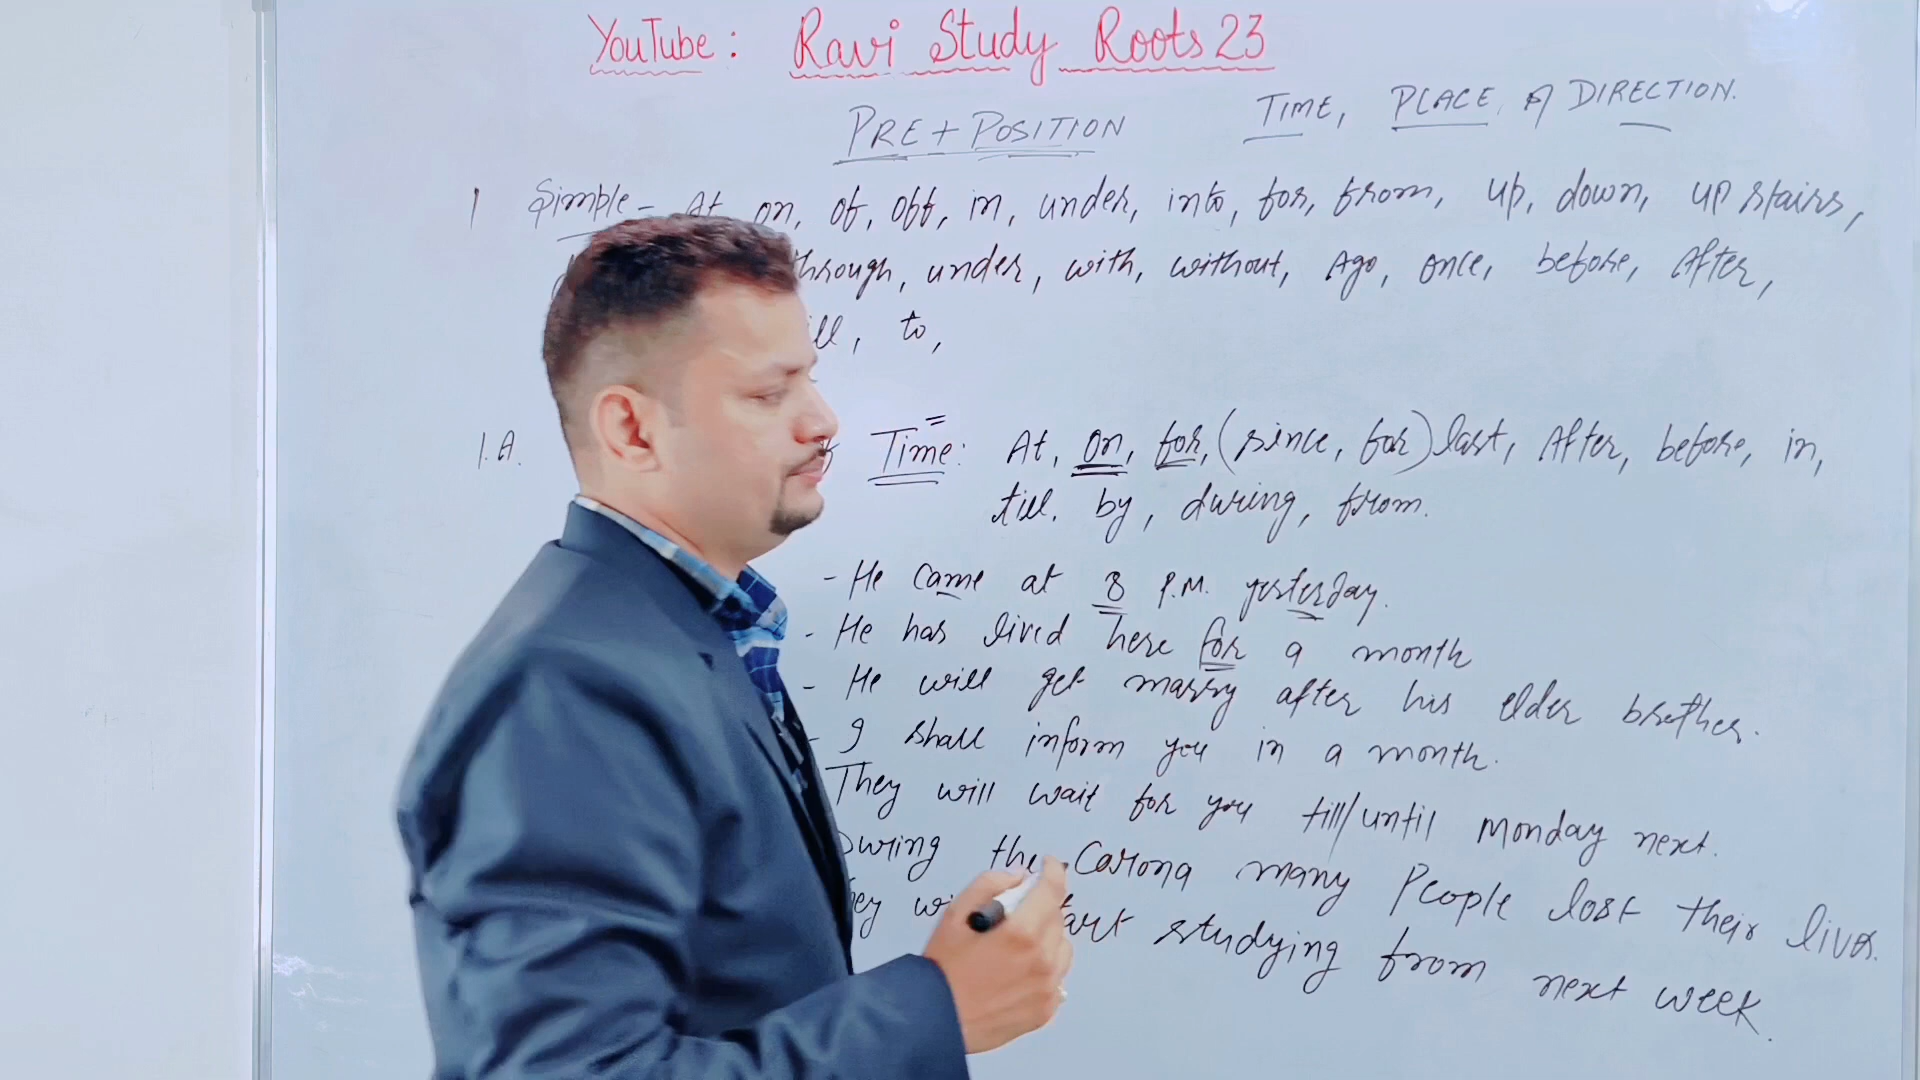 YouTube: Ravi Study Roots 23
PRE + POSITION TIME, PLACE, & DIRECTION.
1 Simple - At on, of, off, in, under, into, for, from, up, down, up stairs,
through, under, with, without, Ago, once, before, After,
to,
1.A. Time: At, on, for, (since, for) last, After, before, in,
till, by, during, from.
- He came at 8 P.M. yesterday.
- He has lived here for a month
- He will get marry after his elder brother.
- I shall inform you in a month.
They will wait for you till/until Monday next.
During the Carona many People lost their lives.
studying from next week.